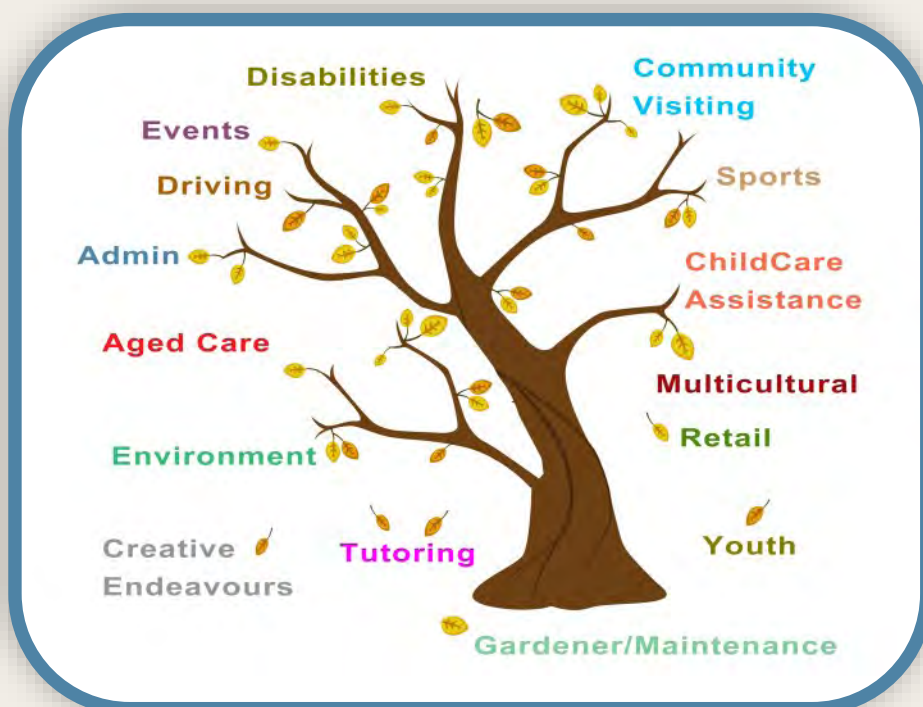 Disabilities
Community
Visiting
Events
Driving
Sports
Admin
ChildCare
Assistance
Aged Care
Multicultural
Retail
Environment
Creative
Endeavours
Tutoring
Youth
Gardener/Maintenance